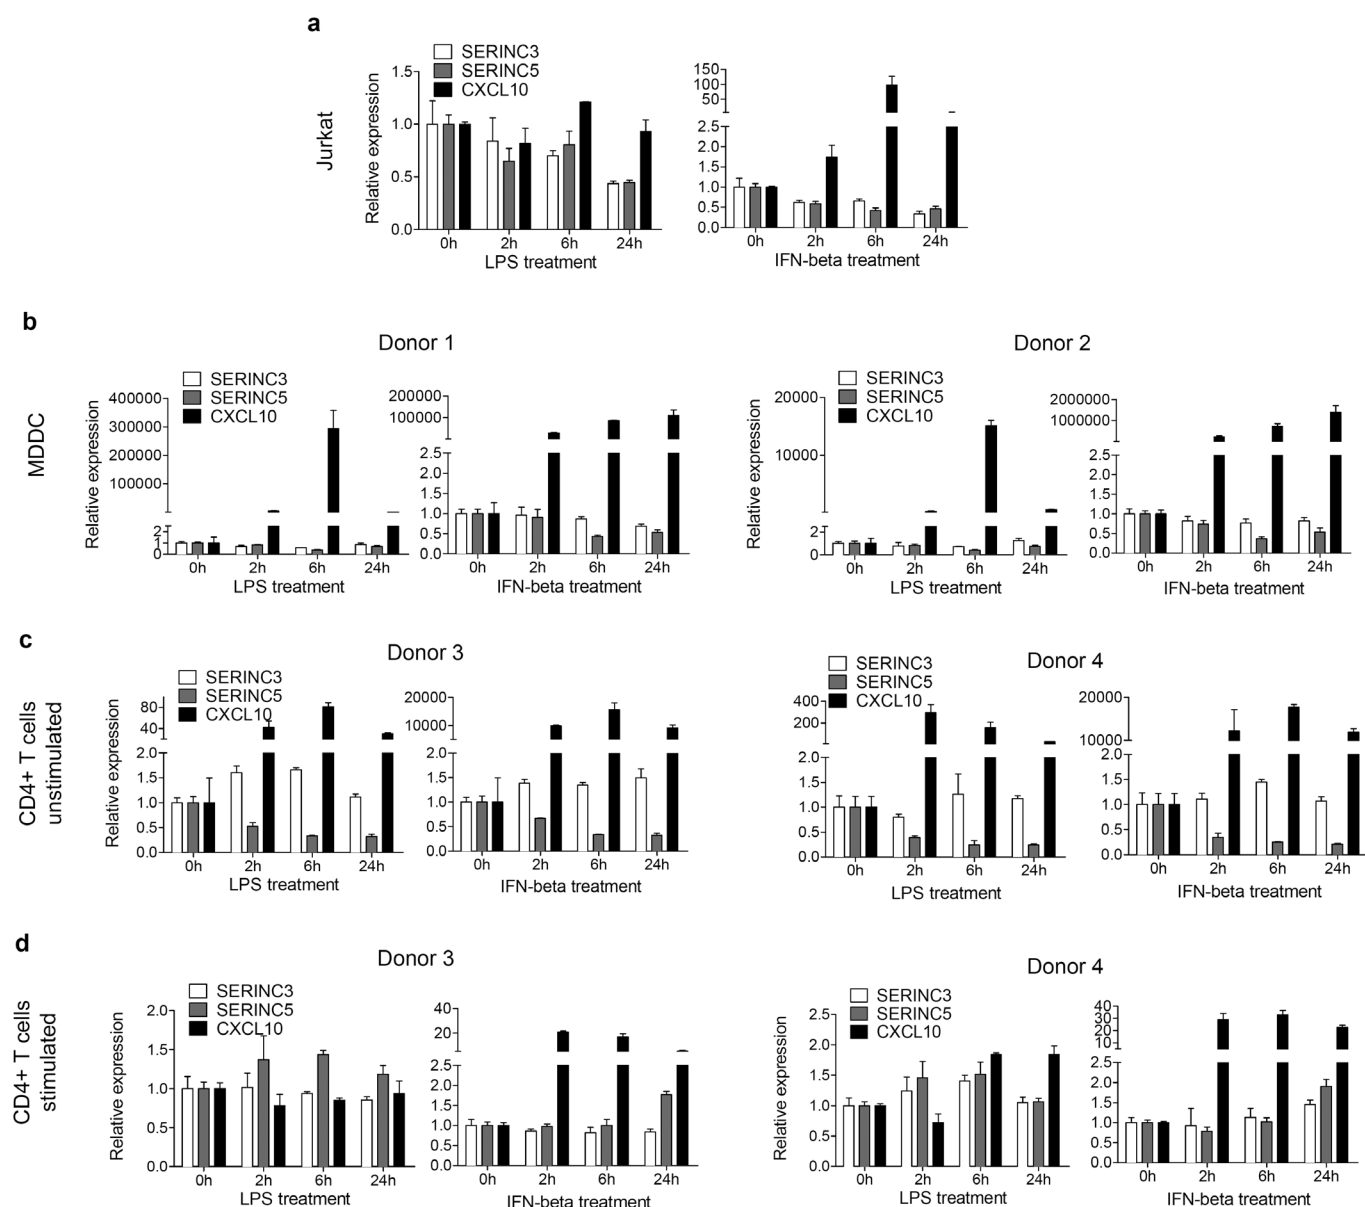 a
Jurkat
SERINC3
SERINC5
CXCL10
Relative expression
1.5
1.0
0.5
0.0
0h 2h 6h 24h
LPS treatment
150
100
50
2.5
2.0
1.5
1.0
0.5
0.0
0h 2h 6h 24h
IFN-beta treatment
b
MDDC
Donor 1
SERINC3
SERINC5
CXCL10
Relative expression
400000
300000
200000
100000
2
1
0
0h 2h 6h 24h
LPS treatment
200000
100000
2.5
2.0
1.5
1.0
0.5
0.0
0h 2h 6h 24h
IFN-beta treatment
Donor 2
SERINC3
SERINC5
CXCL10
Relative expression
20000
10000
2
0
0h 2h 6h 24h
LPS treatment
2000000
1000000
2.5
2.0
1.5
1.0
0.5
0.0
0h 2h 6h 24h
IFN-beta treatment
c
CD4+ T cells
unstimulated
Donor 3
SERINC3
SERINC5
CXCL10
Relative expression
80
40
2.0
1.5
1.0
0.5
0.0
0h 2h 6h 24h
LPS treatment
20000
10000
2.0
1.5
1.0
0.5
0.0
0h 2h 6h 24h
IFN-beta treatment
Donor 4
SERINC3
SERINC5
CXCL10
Relative expression
400
200
2.0
1.5
1.0
0.5
0.0
0h 2h 6h 24h
LPS treatment
20000
10000
2.0
1.5
1.0
0.5
0.0
0h 2h 6h 24h
IFN-beta treatment
d
CD4+ T cells
stimulated
Donor 3
SERINC3
SERINC5
CXCL10
Relative expression
2.0
1.5
1.0
0.5
0.0
0h 2h 6h 24h
LPS treatment
40
20
2.5
2.0
1.5
1.0
0.5
0.0
0h 2h 6h 24h
IFN-beta treatment
Donor 4
SERINC3
SERINC5
CXCL10
Relative expression
2.5
2.0
1.5
1.0
0.5
0.0
0h 2h 6h 24h
LPS treatment
40
30
20
10
2.5
2.0
1.5
1.0
0.5
0.0
0h 2h 6h 24h
IFN-beta treatment